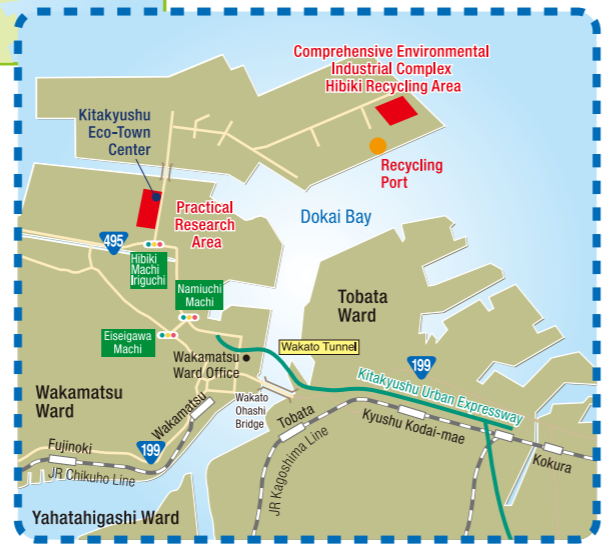 Comprehensive Environmental
Industrial Complex
Hibiki Recycling Area
Kitakyushu
Eco-Town
Center
Recycling
Port
Practical
Research
Area
Dokai Bay
495
Hibiki
Machi
Iriguchi
Namiuchi
Machi
Tobata
Ward
Eiseigawa
Machi
Wakato Tunnel
Wakamatsu
Ward Office
199
Kitakyushu Urban Expressway
Wakamatsu
Ward
Wakamatsu
Wakato
Ohashi
Bridge
Tobata
Kyushu Kodai-mae
Kokura
Fujinoki
199
JR Chikuho Line
JR Kagoshima Line
Yahatahigashi Ward